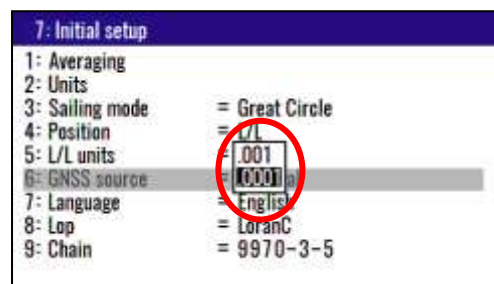 7: Initial setup
1: Averaging
2: Units
3: Sailing mode = Great Circle
4: Position = L/L
5: L/L units =
.001
6: GNSS source =
.0001
7: Language = English
8: Lop = LoranC
9: Chain = 9970-3-5